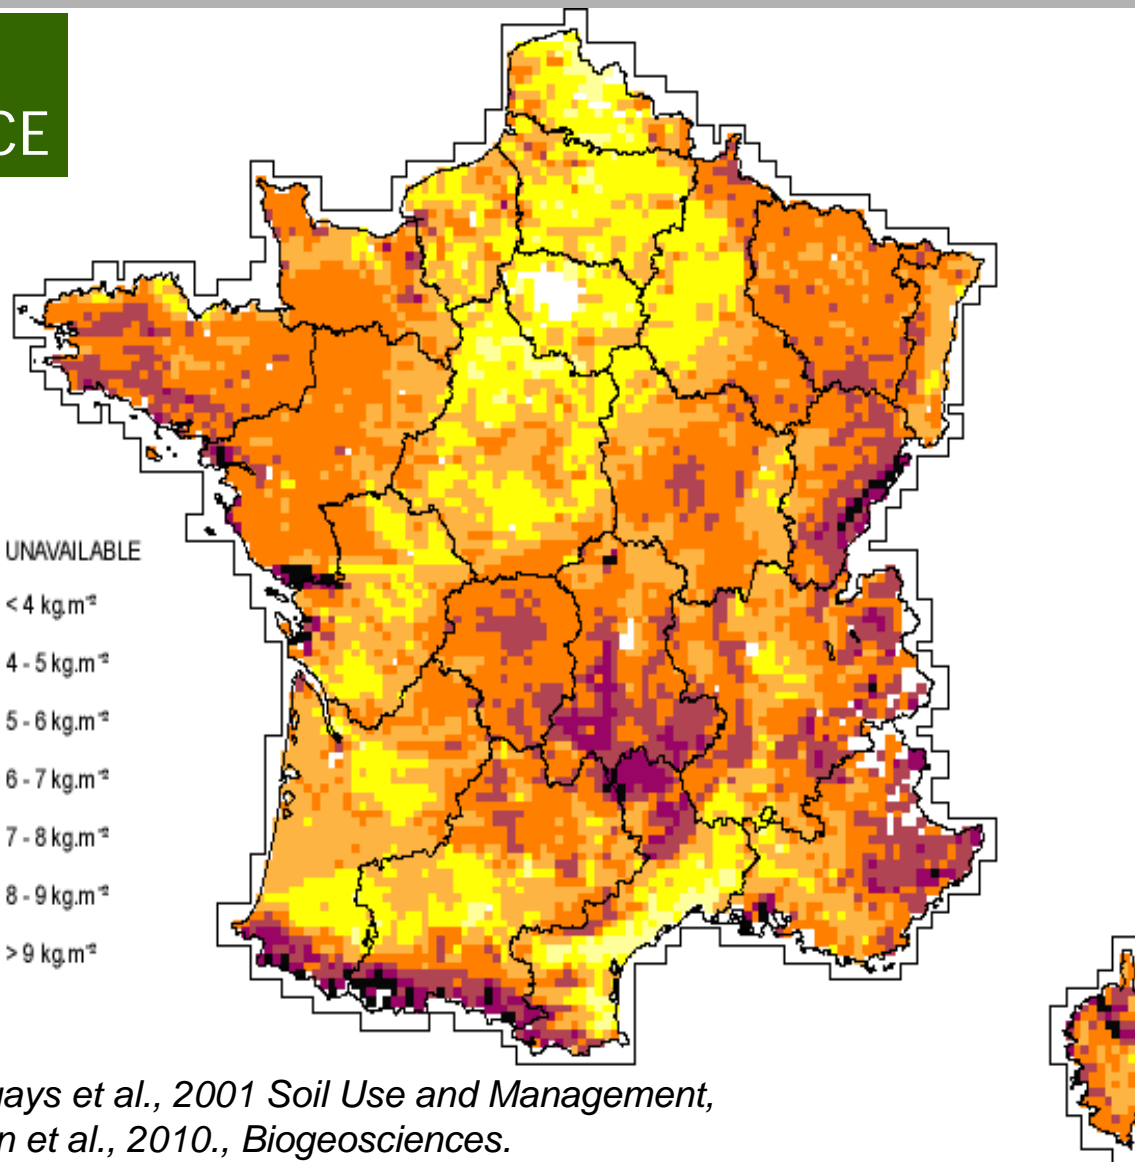 CE
UNAVAILABLE
< 4 kg.m⁻²
4 - 5 kg.m⁻²
5 - 6 kg.m⁻²
6 - 7 kg.m⁻²
7 - 8 kg.m⁻²
8 - 9 kg.m⁻²
> 9 kg.m⁻²
gays et al., 2001 Soil Use and Management,
n et al., 2010., Biogeosciences.